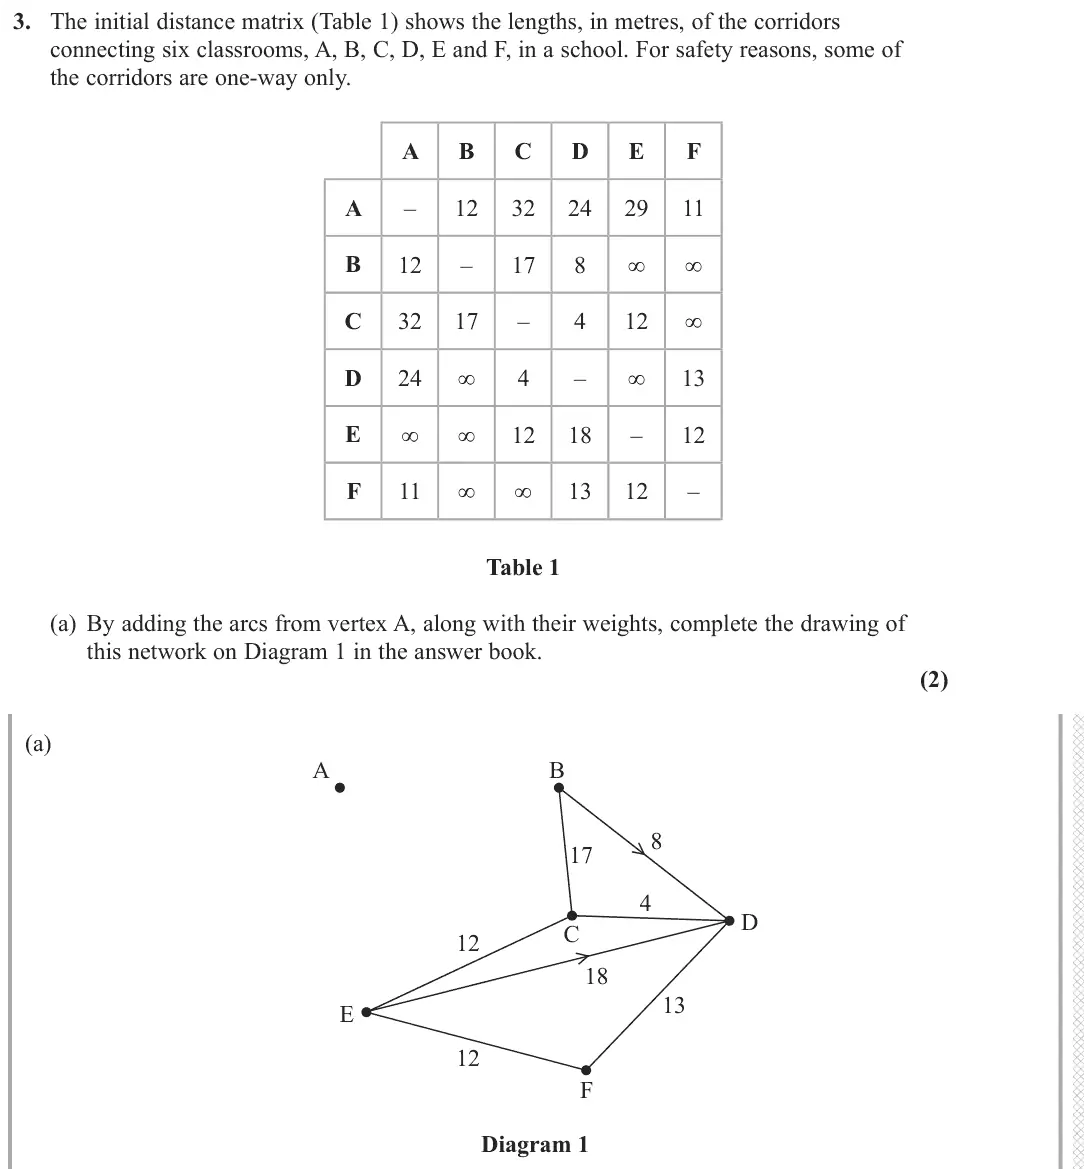 3. The initial distance matrix (Table 1) shows the lengths, in metres, of the corridors
connecting six classrooms, A, B, C, D, E and F, in a school. For safety reasons, some of
the corridors are one-way only.
A B C D E F
A – 12 32 24 29 11
B 12 – 17 8 ∞ ∞
C 32 17 – 4 12 ∞
D 24 ∞ 4 – ∞ 13
E ∞ ∞ 12 18 – 12
F 11 ∞ ∞ 13 12 –
Table 1
(a) By adding the arcs from vertex A, along with their weights, complete the drawing of
this network on Diagram 1 in the answer book.
(2)
(a)
A B
8
17
4
D
C
12
18
13
E
12
F
Diagram 1